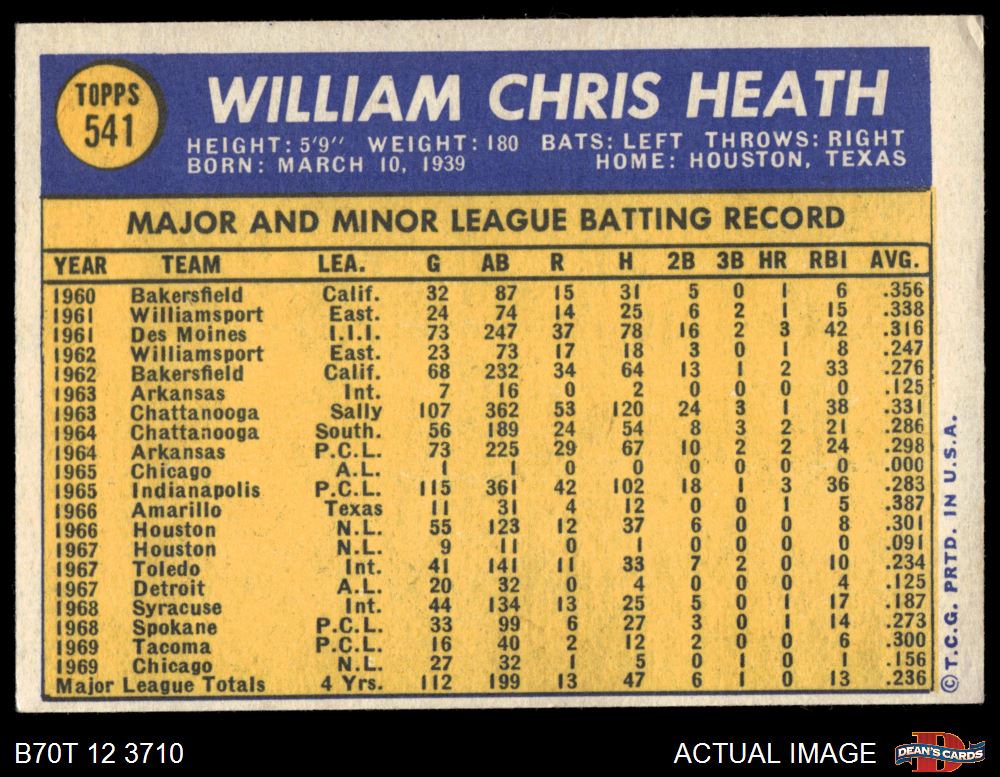 TOPPS
541
WILLIAM CHRIS HEATH
HEIGHT: 5'9" WEIGHT: 180 BATS: LEFT THROWS: RIGHT
BORN: MARCH 10, 1939 HOME: HOUSTON, TEXAS
MAJOR AND MINOR LEAGUE BATTING RECORD
YEAR TEAM LEA. G AB R H 2B 3B HR RBI AVG.
1960 Bakersfield Calif. 32 87 15 31 5 0 1 6 .356
1961 Williamsport East. 24 74 14 25 6 2 1 15 .338
1961 Des Moines I.I.I. 73 247 37 78 16 2 3 42 .316
1962 Williamsport East. 23 73 17 18 3 0 1 8 .247
1962 Bakersfield Calif. 68 232 34 64 13 1 2 33 .276
1963 Arkansas Int. 7 16 0 2 0 0 0 0 .125
1963 Chattanooga Sally 107 362 53 120 24 3 1 38 .331
1964 Chattanooga South. 56 189 24 54 8 3 2 21 .286
1964 Arkansas P.C.L. 73 225 29 67 10 2 2 24 .298
1965 Chicago A.L. 1 1 0 0 0 0 0 0 .000
1965 Indianapolis P.C.L. 115 361 42 102 18 1 3 36 .283
1966 Amarillo Texas 11 31 4 12 0 0 1 5 .387
1966 Houston N.L. 55 123 12 37 6 0 0 8 .301
1967 Houston N.L. 9 11 0 1 0 0 0 0 .091
1967 Toledo Int. 41 141 11 33 7 2 0 10 .234
1967 Detroit A.L. 20 32 0 4 0 0 0 4 .125
1968 Syracuse Int. 44 134 13 25 5 0 1 17 .187
1968 Spokane P.C.L. 33 99 6 27 3 0 1 14 .273
1969 Tacoma P.C.L. 16 40 2 12 2 0 0 6 .300
1969 Chicago N.L. 27 32 1 5 0 1 0 1 .156
Major League Totals 4 Yrs. 112 199 13 47 6 1 0 13 .236
© T.C.G. PRTD. IN U.S.A.
B70T 12 3710 ACTUAL IMAGE
DEAN'S CARDS